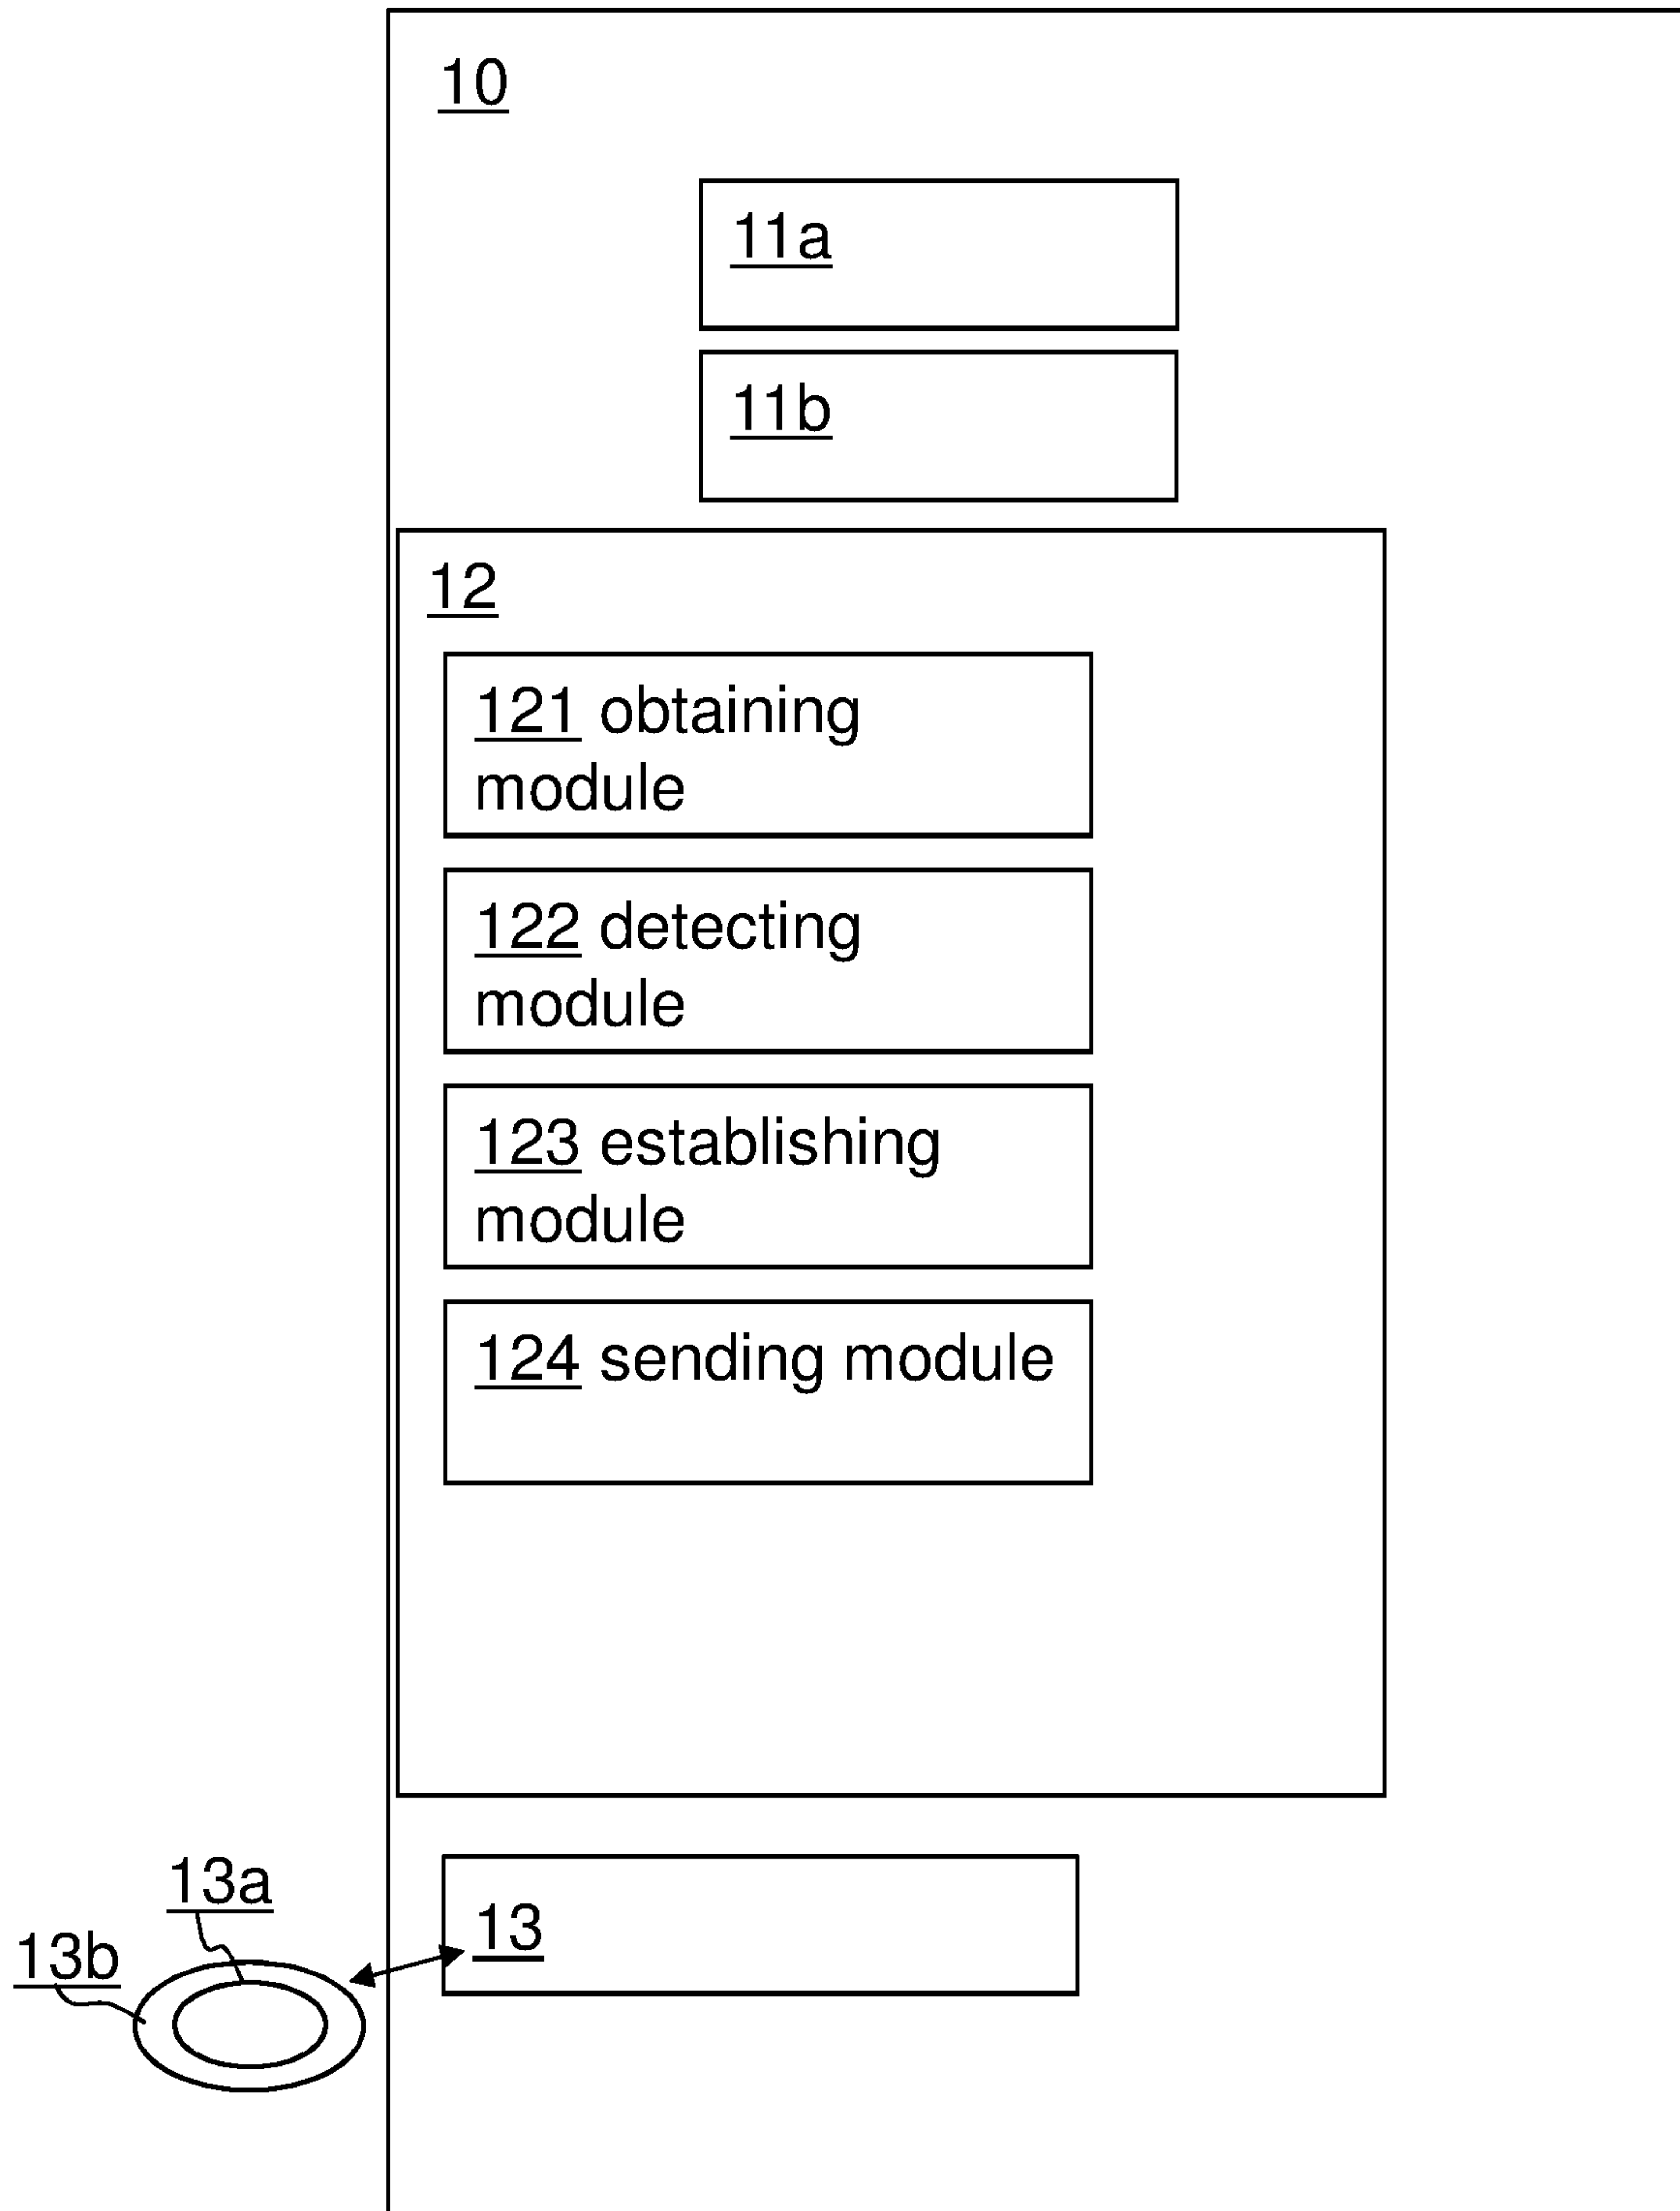 10
11a
11b
12
121 obtaining
module
122 detecting
module
123 establishing
module
124 sending module
13a
13
13b